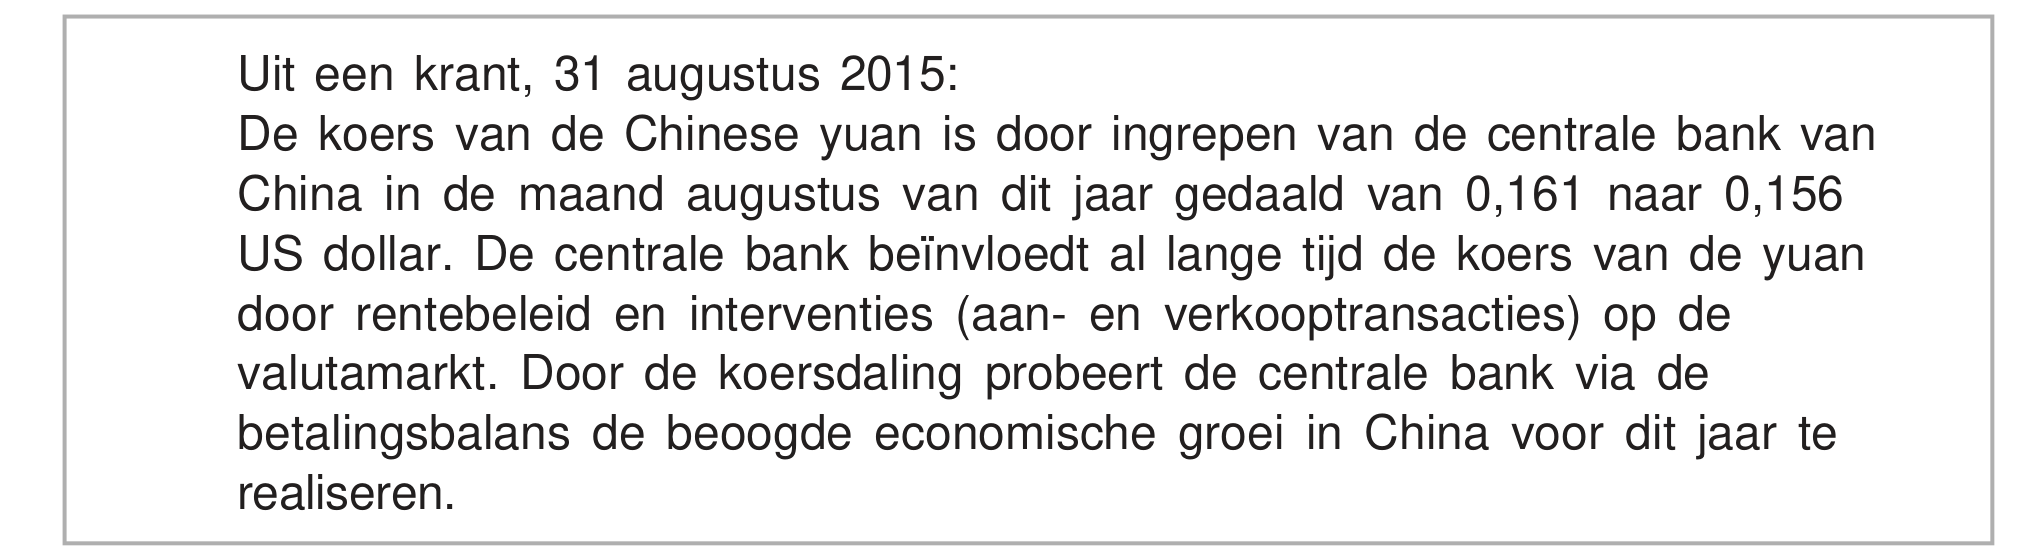 Uit een krant, 31 augustus 2015:
De koers van de Chinese yuan is door ingrepen van de centrale bank van
China in de maand augustus van dit jaar gedaald van 0,161 naar 0,156
US dollar. De centrale bank beïnvloedt al lange tijd de koers van de yuan
door rentebeleid en interventies (aan- en verkooptransacties) op de
valutamarkt. Door de koersdaling probeert de centrale bank via de
betalingsbalans de beoogde economische groei in China voor dit jaar te
realiseren.